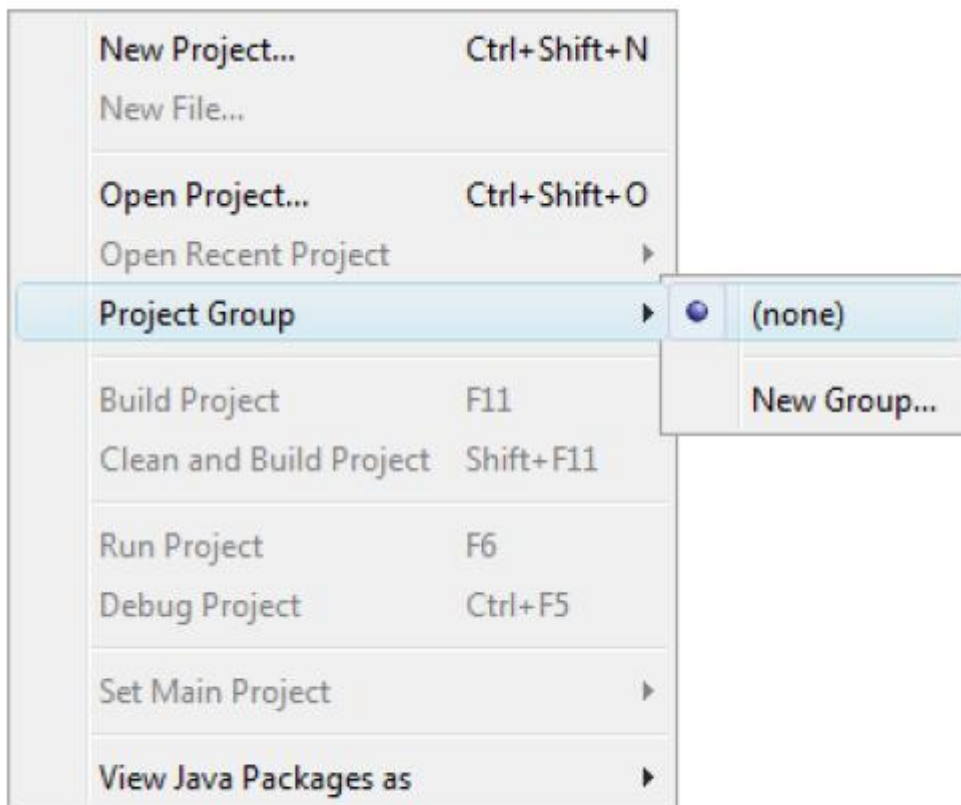 New Project... Ctrl+Shift+N
New File...
Open Project... Ctrl+Shift+O
Open Recent Project
Project Group
(none)
New Group...
Build Project F11
Clean and Build Project Shift+F11
Run Project F6
Debug Project Ctrl+F5
Set Main Project
View Java Packages as